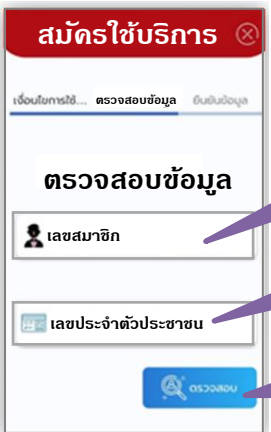 สมัครใช้บริการ
เงื่อนไขการใช้... ตรวจสอบข้อมูล ยืนยันข้อมูล
ตรวจสอบข้อมูล
เลขสมาชิก
เลขประจำตัวประชาชน
ตรวจสอบ